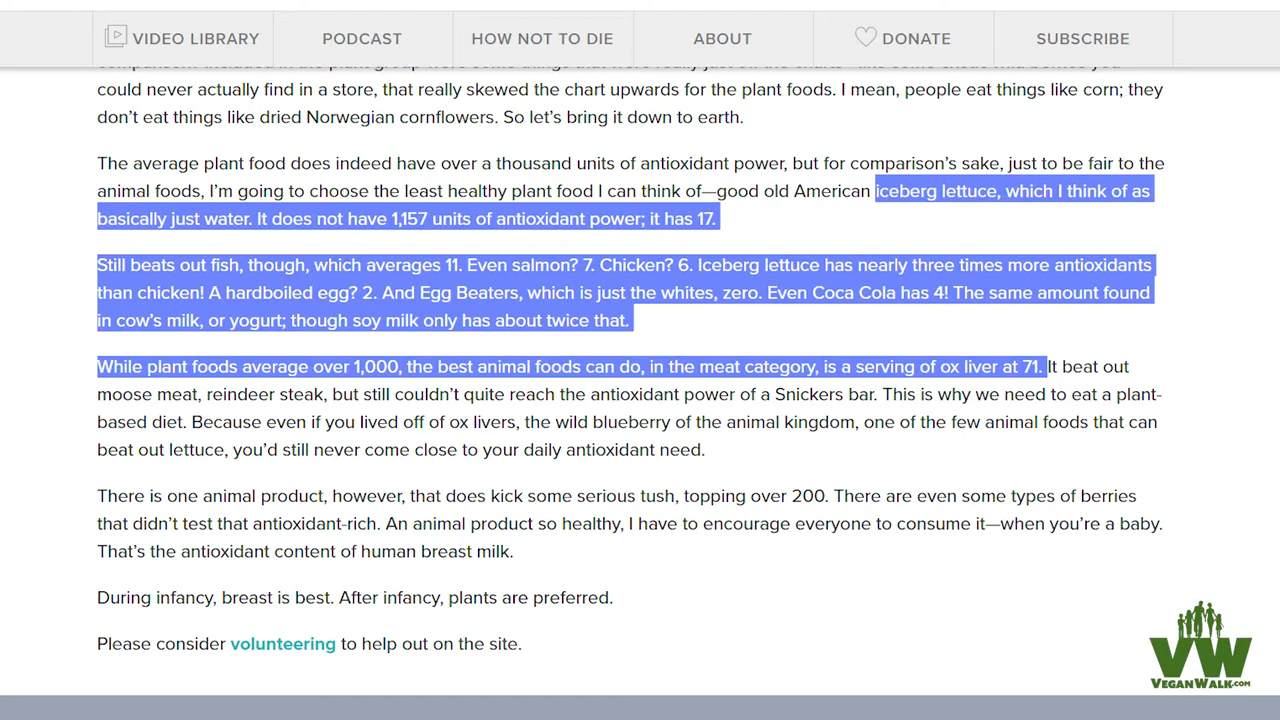 VIDEO LIBRARY PODCAST HOW NOT TO DIE ABOUT DONATE SUBSCRIBE
could never actually find in a store, that really skewed the chart upwards for the plant foods. I mean, people eat things like corn; they
don't eat things like dried Norwegian cornflowers. So let's bring it down to earth.
The average plant food does indeed have over a thousand units of antioxidant power, but for comparison's sake, just to be fair to the
animal foods, I'm going to choose the least healthy plant food I can think of—good old American iceberg lettuce, which I think of as
basically just water. It does not have 1,157 units of antioxidant power; it has 17.
Still beats out fish, though, which averages 11. Even salmon? 7. Chicken? 6. Iceberg lettuce has nearly three times more antioxidants
than chicken! A hardboiled egg? 2. And Egg Beaters, which is just the whites, zero. Even Coca Cola has 4! The same amount found
in cow's milk, or yogurt; though soy milk only has about twice that.
While plant foods average over 1,000, the best animal foods can do, in the meat category, is a serving of ox liver at 71. It beat out
moose meat, reindeer steak, but still couldn't quite reach the antioxidant power of a Snickers bar. This is why we need to eat a plant-
based diet. Because even if you lived off of ox livers, the wild blueberry of the animal kingdom, one of the few animal foods that can
beat out lettuce, you'd still never come close to your daily antioxidant need.
There is one animal product, however, that does kick some serious tush, topping over 200. There are even some types of berries
that didn't test that antioxidant-rich. An animal product so healthy, I have to encourage everyone to consume it—when you're a baby.
That's the antioxidant content of human breast milk.
During infancy, breast is best. After infancy, plants are preferred.
Please consider volunteering to help out on the site.
VW
VEGANWALK.COM